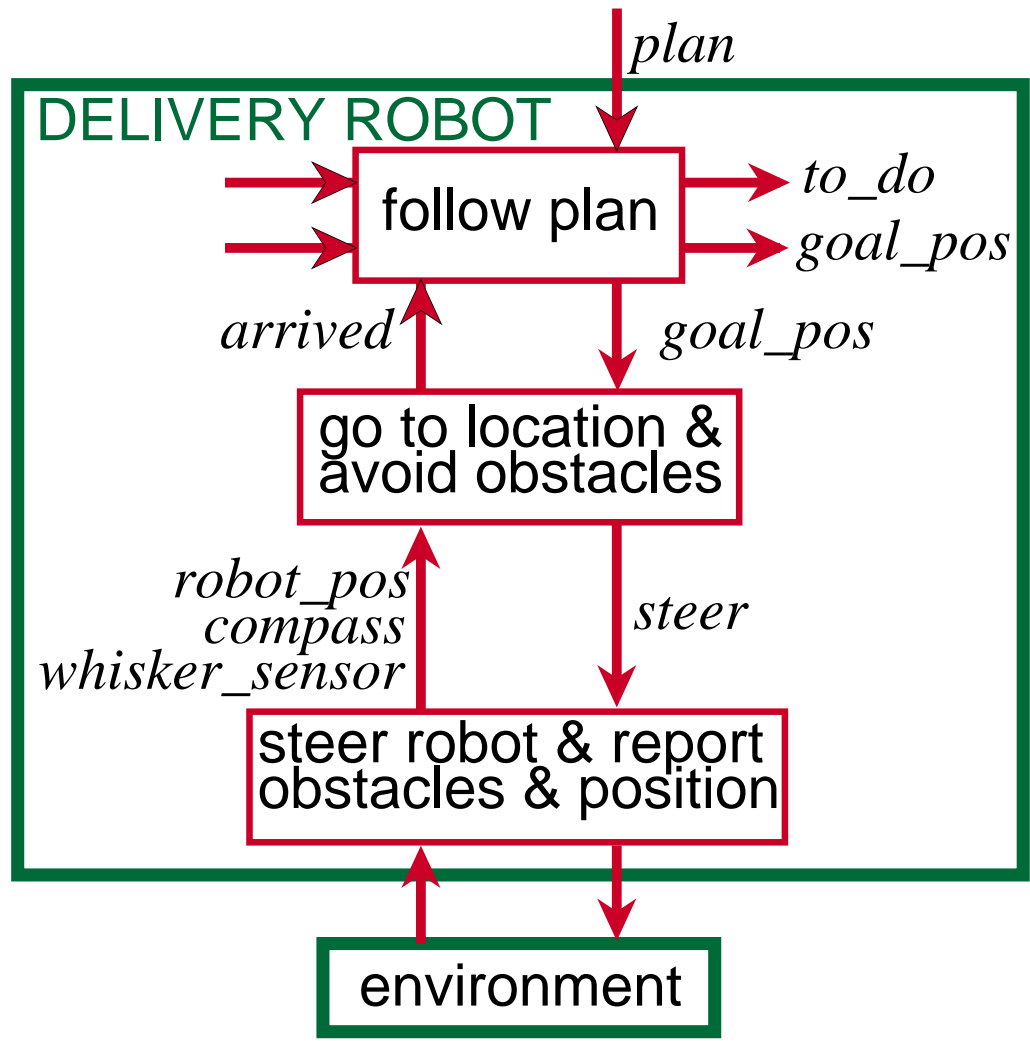 plan
DELIVERY ROBOT
to_do
follow plan
goal_pos
arrived
goal_pos
go to location &
avoid obstacles
robot_pos
compass
steer
whisker_sensor
steer robot & report
obstacles & position
environment